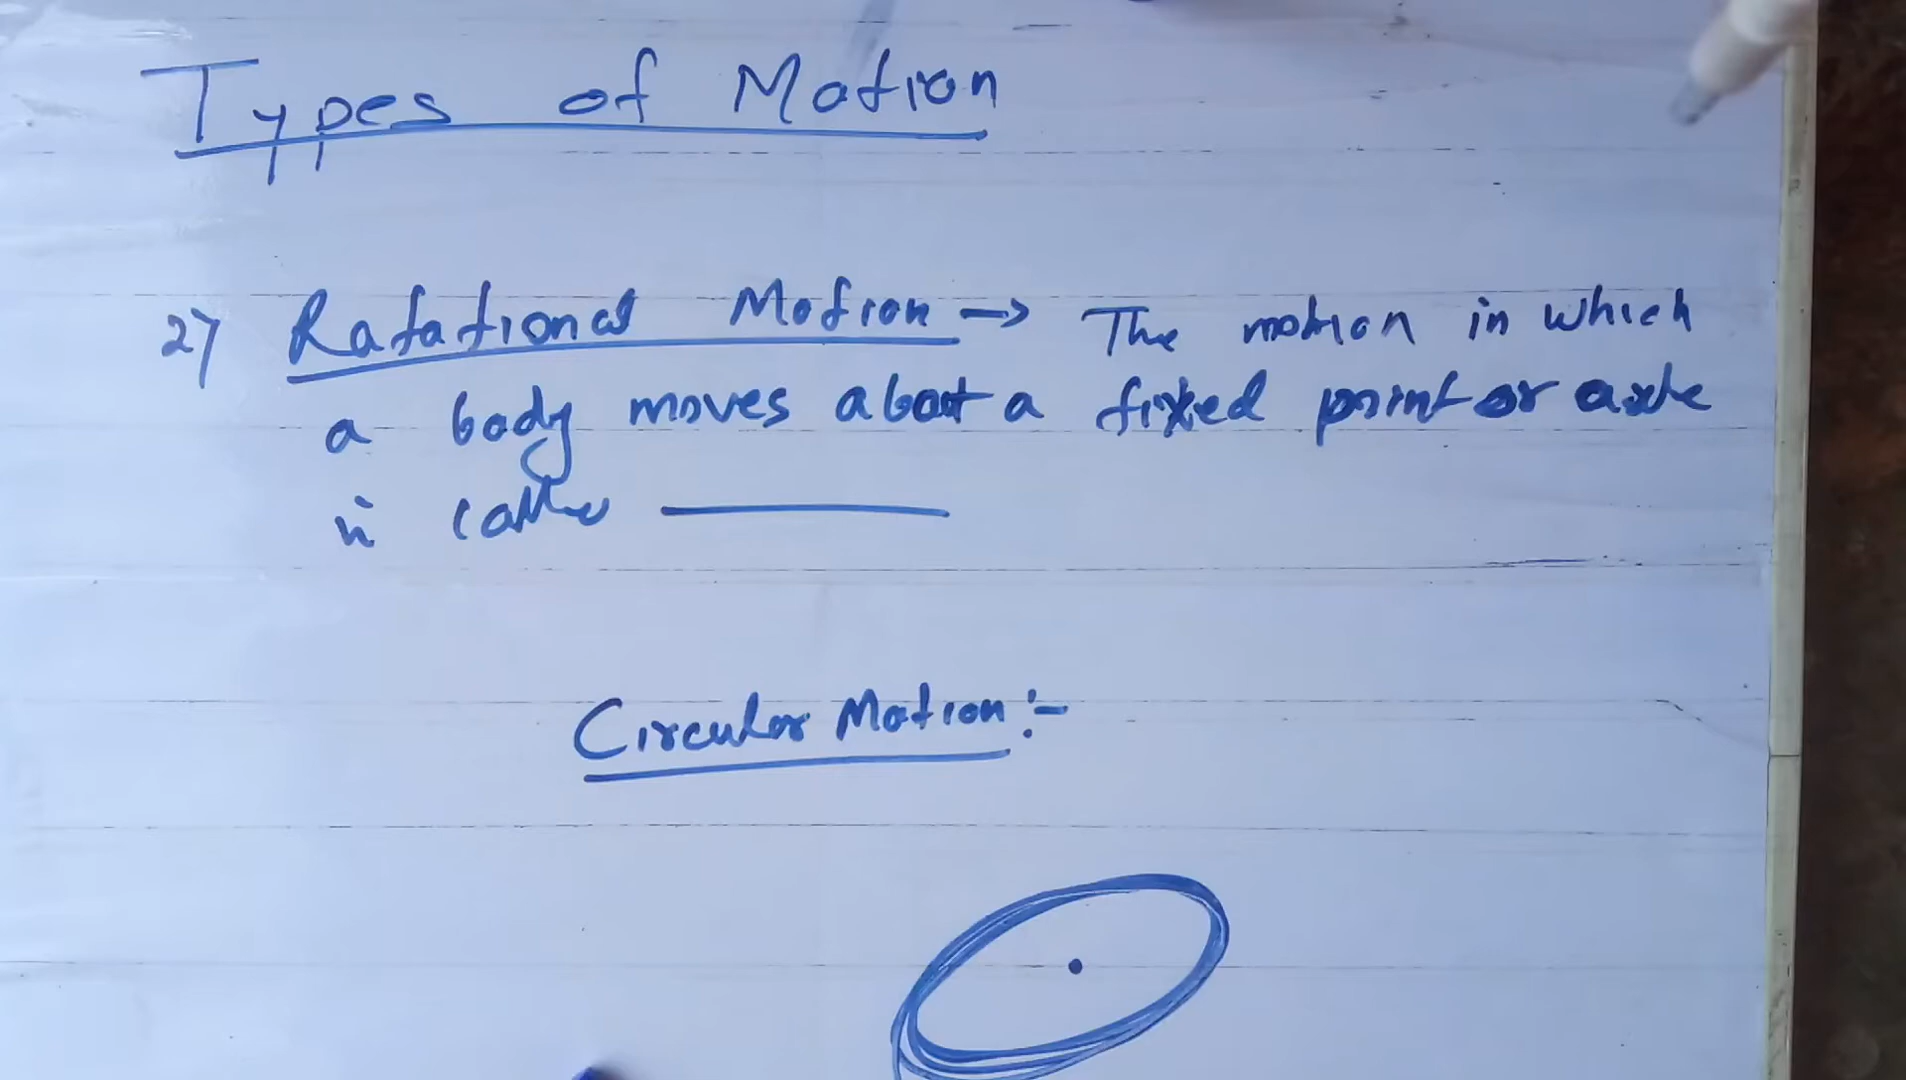 Types of Motion
2) Rotational Motion → The motion in which
a body moves about a fixed point or axle
is called ______
Circular Motion :-